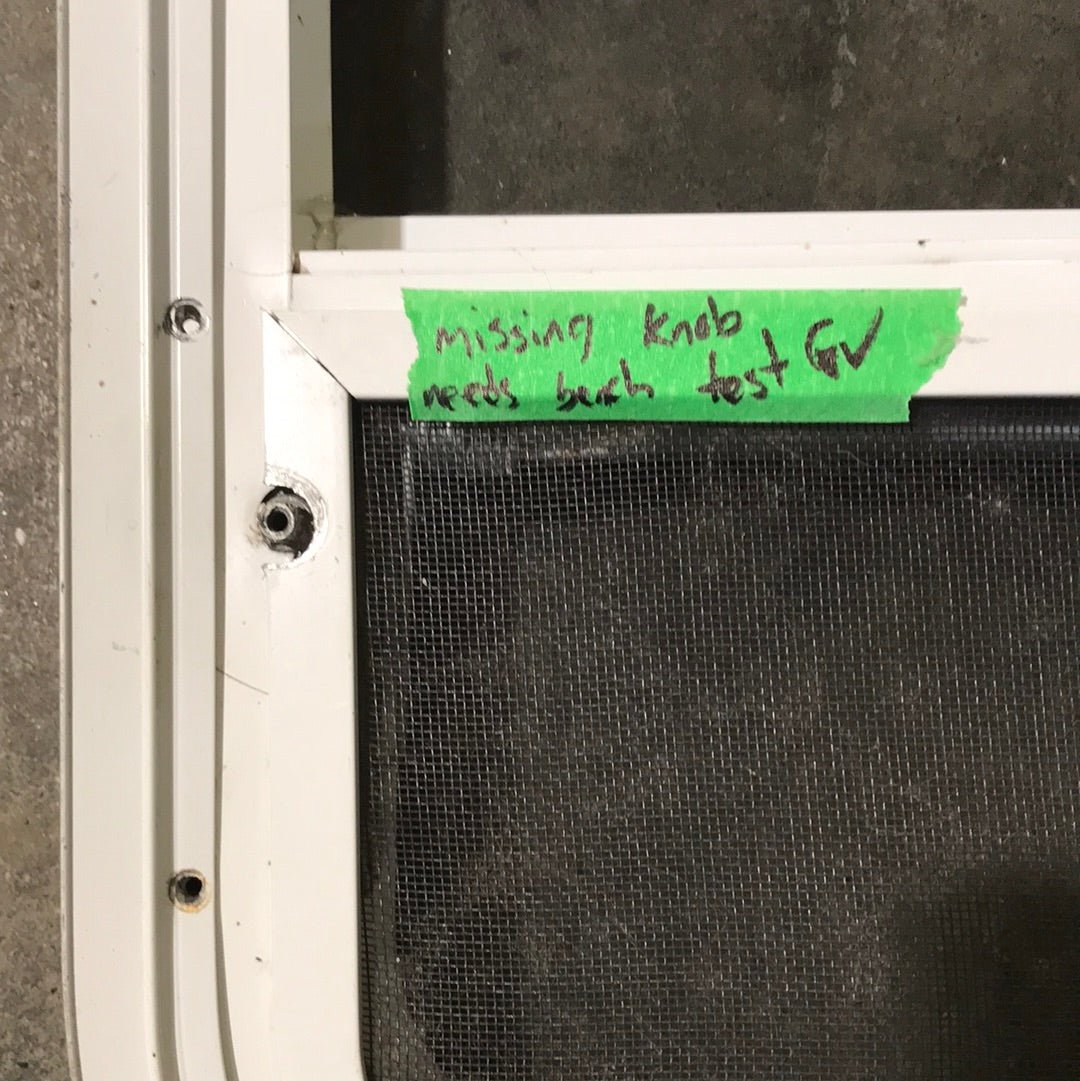 missing knob
needs bench test GV